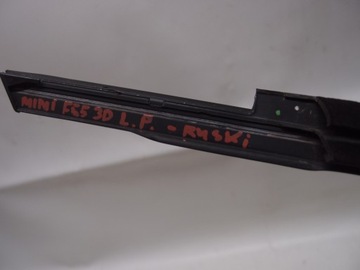 MINI F55 3D L.P. - RUSKI